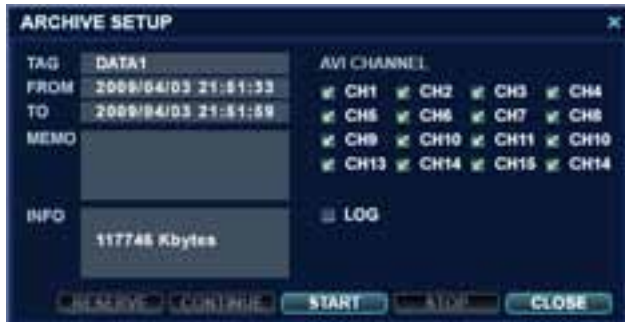 ARCHIVE SETUP
TAG DATA1 AVI CHANNEL
FROM 2009/04/03 21:51:33 CH1 CH2 CH3 CH4
TO 2009/04/03 21:51:59 CH5 CH6 CH7 CH8
MEMO CH9 CH10 CH11 CH10
CH13 CH14 CH15 CH14
INFO LOG
117746 Kbytes
RESERVE CONTINUE START STOP CLOSE